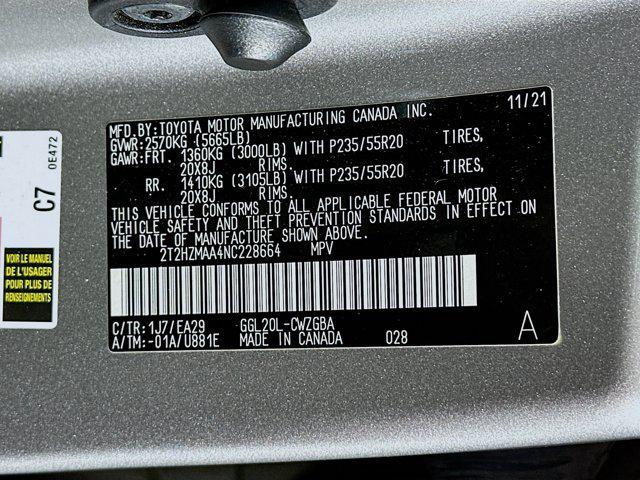 11/21
MFD.BY:TOYOTA MOTOR MANUFACTURING CANADA INC.
GVWR:2570KG (5665LB)
GAWR:FRT. 1360KG (3000LB) WITH P235/55R20 TIRES,
20X8J RIMS.
RR. 1410KG (3105LB) WITH P235/55R20 TIRES,
20X8J RIMS.
THIS VEHICLE CONFORMS TO ALL APPLICABLE FEDERAL MOTOR
VEHICLE SAFETY AND THEFT PREVENTION STANDARDS IN EFFECT ON
THE DATE OF MANUFACTURE SHOWN ABOVE.
2T2HZMAA4NC228664 MPV
C/TR:1J7/EA29 GGL20L-CWZGBA
A/TM:-01A/U881E MADE IN CANADA 028 A
C7
0E472
VOIR LE MANUEL
DE L'USAGER
POUR PLUS DE
RENSEIGNEMENTS